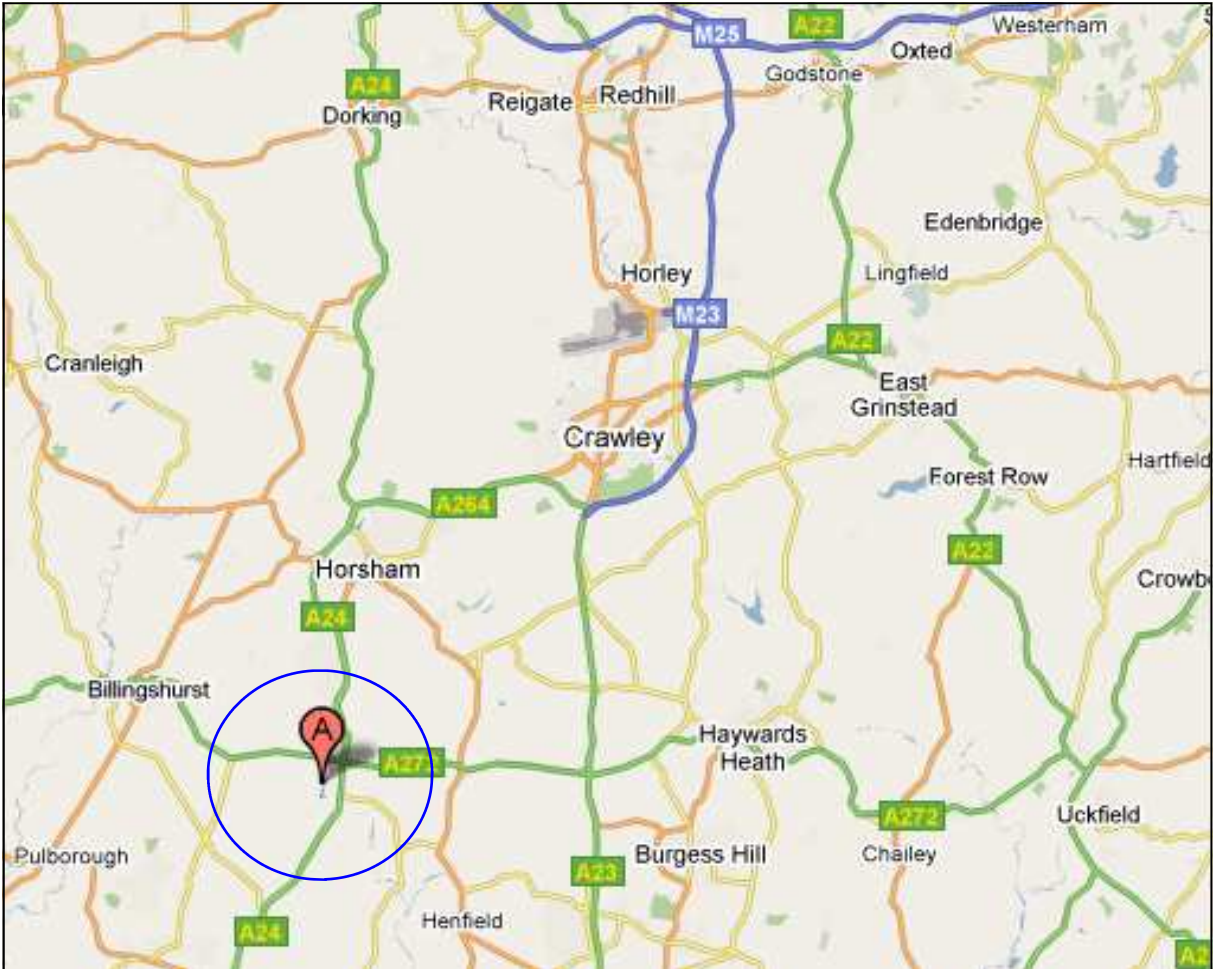 Westerham
A22
M25
Oxted
Godstone
A24
Reigate
Redhill
Dorking
Edenbridge
Horley
Lingfield
M23
A22
Cranleigh
East
Grinstead
Crawley
Hartfield
Forest Row
A264
A22
Horsham
Crowb
A24
Billingshurst
A
Haywards
Heath
A272
A272
Uckfield
Pulborough
Burgess Hill
Chailey
A23
Henfield
A24
A2